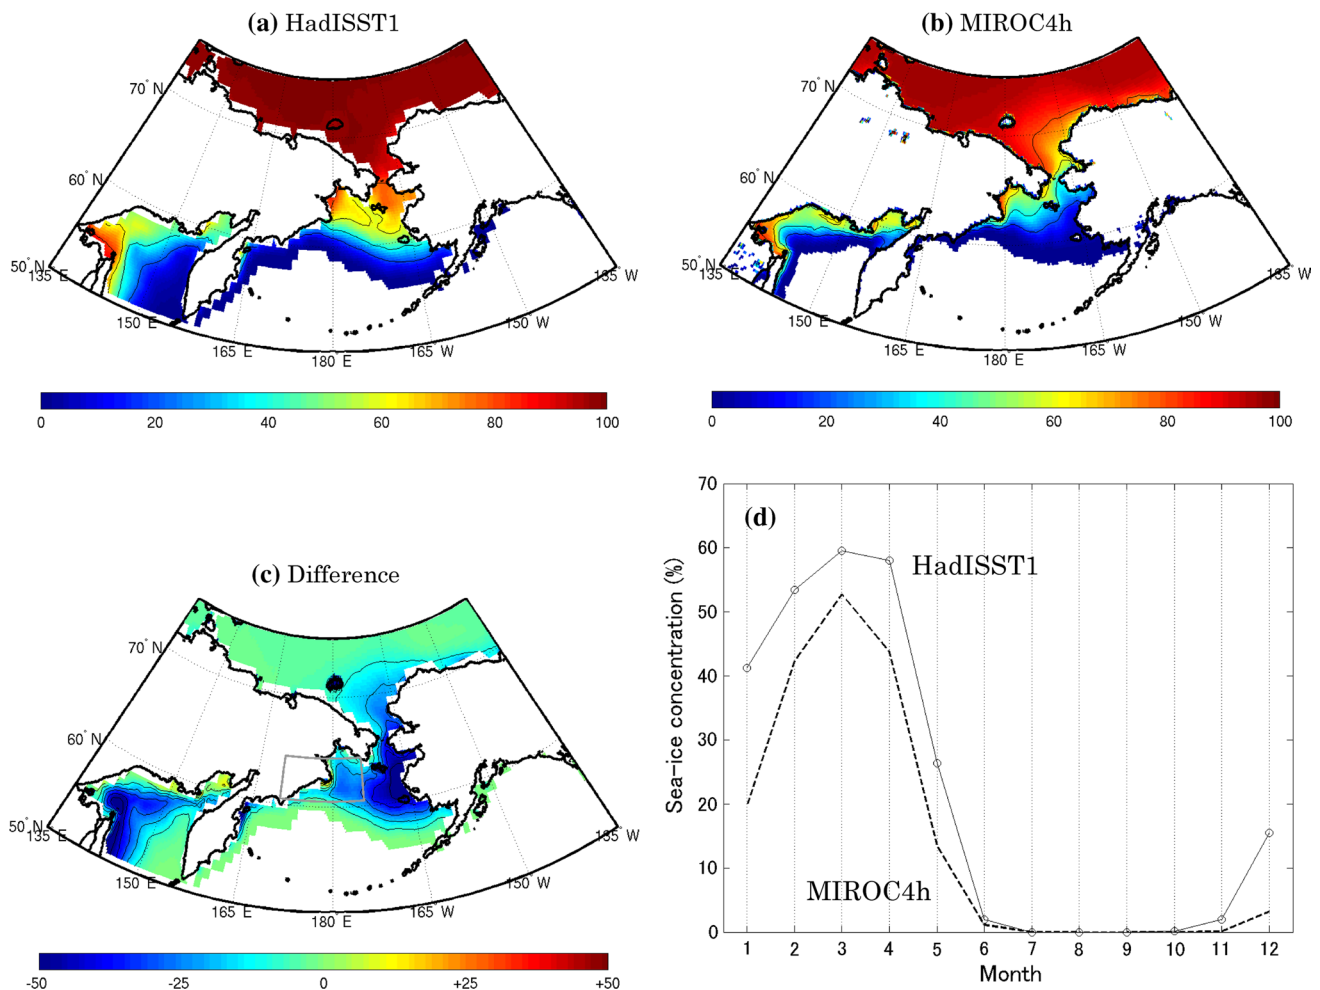 (a) HadISST1
70° N
60° N
50° N
135 E
150 E
165 E
180 E
165° W
150 W
135° W
0 20 40 60 80 100
(b) MIROC4h
70° N
60° N
50° N
135 E
150 E
165 E
180 E
165° W
150 W
135° W
0 20 40 60 80 100
(c) Difference
70° N
60° N
50° N
135 E
150 E
165 E
180 E
165° W
150 W
135° W
-50 -25 0 +25 +50
(d)
HadISST1
MIROC4h
Sea-ice concentration (%)
70
60
50
40
30
20
10
0
1 2 3 4 5 6 7 8 9 10 11 12
Month